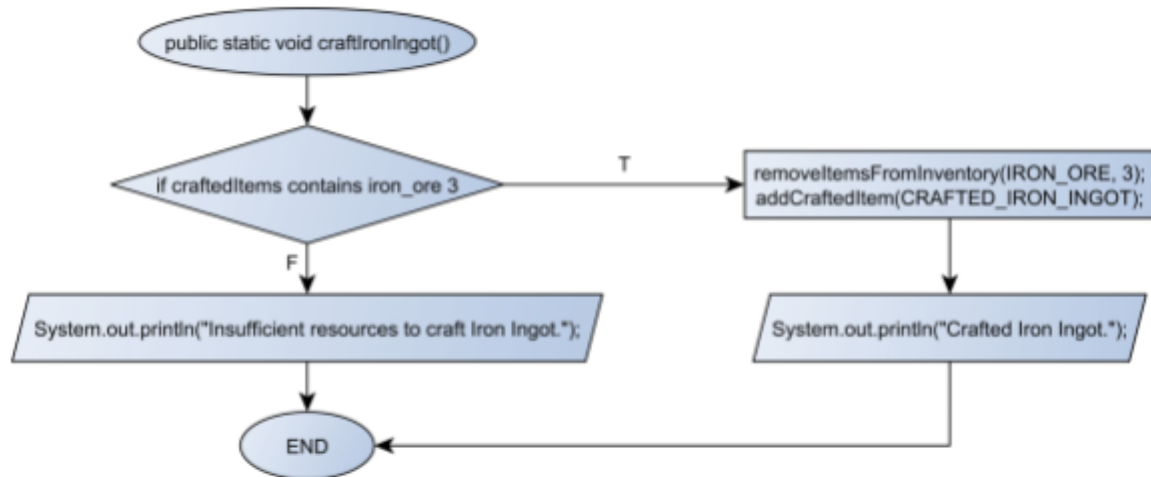 public static void craftIronIngot()
if craftedItems contains iron_ore 3
T
removeItemsFromInventory(IRON_ORE, 3);
addCraftedItem(CRAFTED_IRON_INGOT);
F
System.out.println("Insufficient resources to craft Iron Ingot.");
System.out.println("Crafted Iron Ingot.");
END